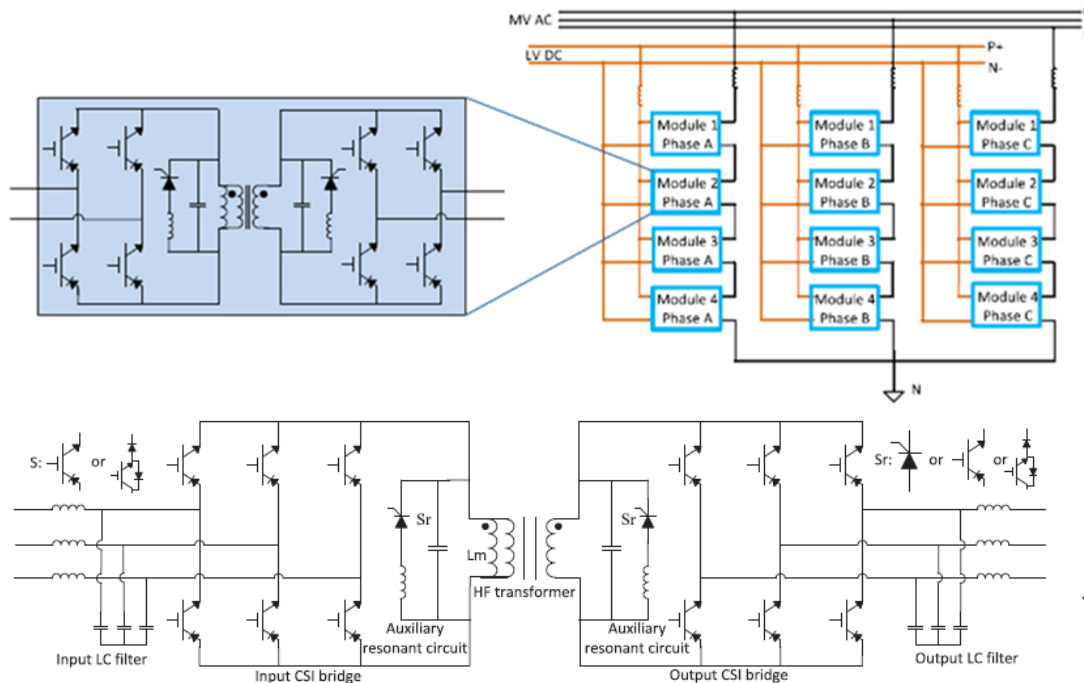 MV AC
P+
LV DC
N-
Module 1
Phase A
Module 1
Phase B
Module 1
Phase C
Module 2
Phase A
Module 2
Phase B
Module 2
Phase C
Module 3
Phase A
Module 3
Phase B
Module 3
Phase C
Module 4
Phase A
Module 4
Phase B
Module 4
Phase C
N
S: or
Sr: or or
Sr
Sr
Lm
HF transformer
Auxiliary
resonant circuit
Auxiliary
resonant circuit
Input LC filter
Output LC filter
Input CSI bridge
Output CSI bridge